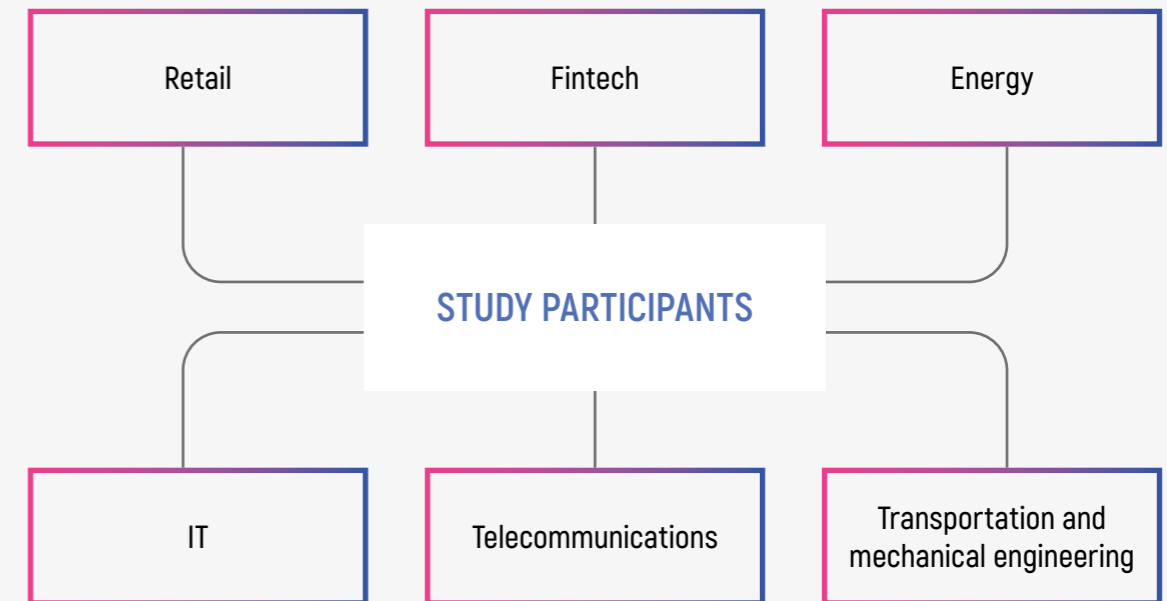 Retail
Fintech
Energy
STUDY PARTICIPANTS
IT
Telecommunications
Transportation and
mechanical engineering